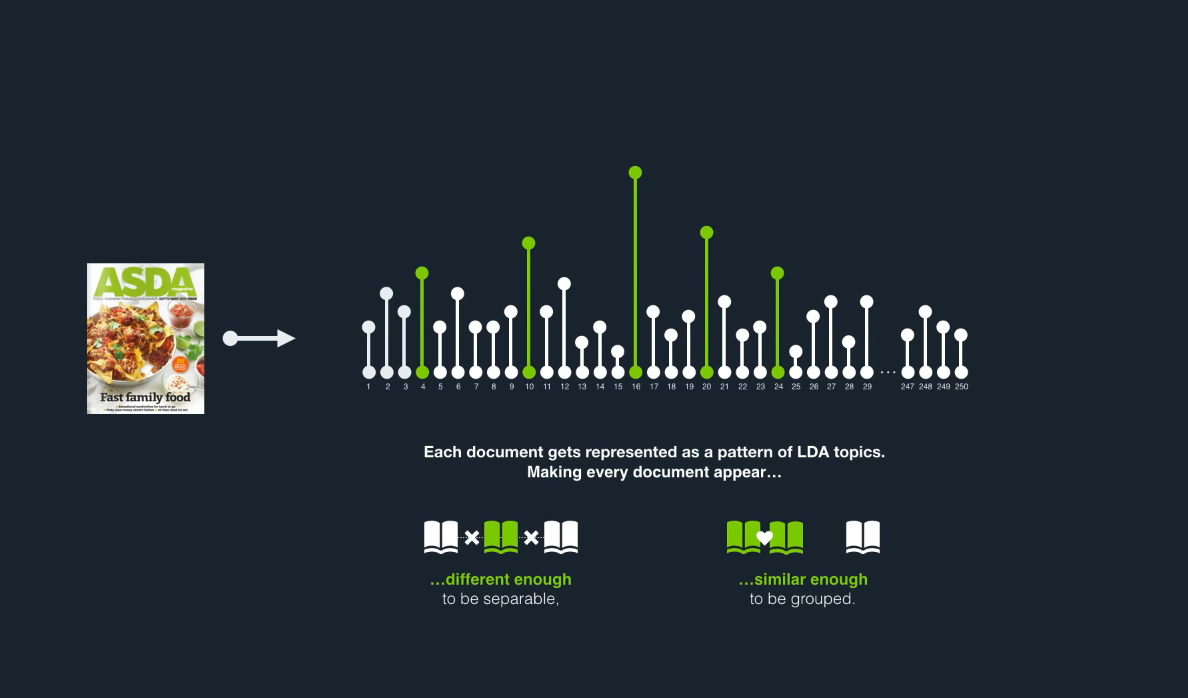 ASDA
magazine
Fast family food
1 2 3 4 5 6 7 8 9 10 11 12 13 14 15 16 17 18 19 20 21 22 23 24 25 26 27 28 29 ... 247 248 249 250
Each document gets represented as a pattern of LDA topics.
Making every document appear…
…different enough
to be separable,
…similar enough
to be grouped.